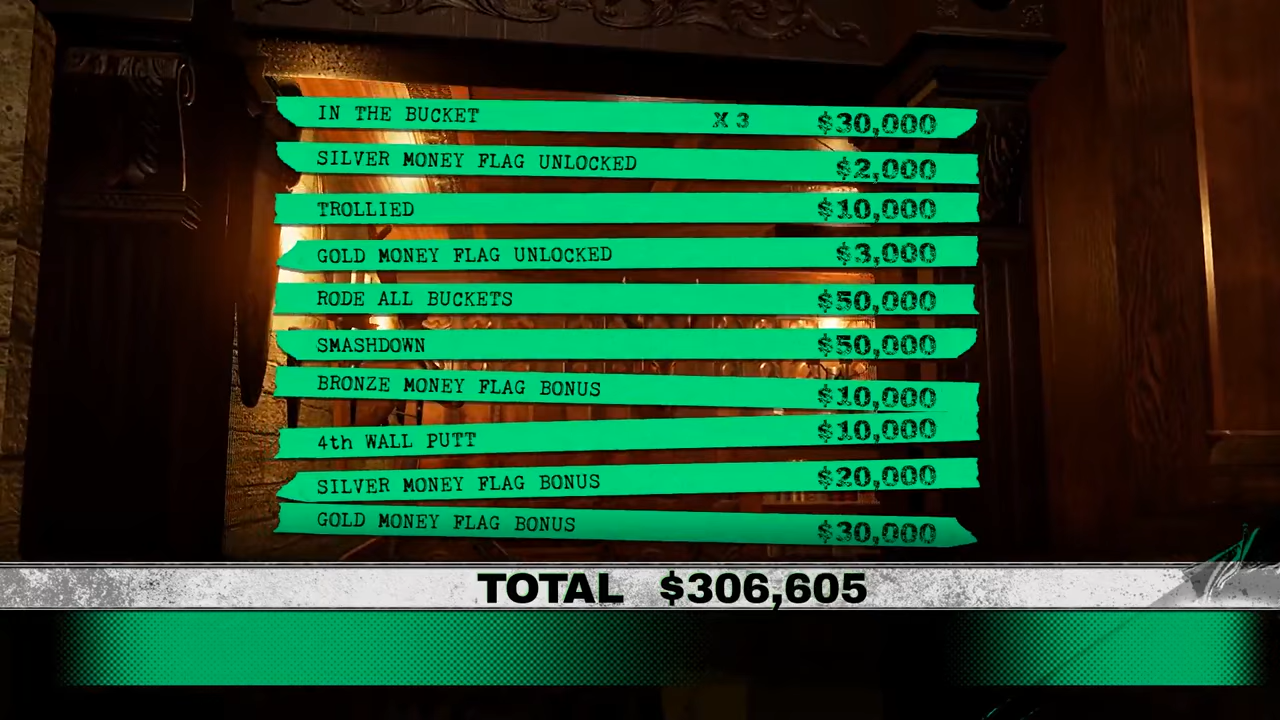 IN THE BUCKET X 3 $30,000
SILVER MONEY FLAG UNLOCKED $2,000
TROLLIED $10,000
GOLD MONEY FLAG UNLOCKED $3,000
RODE ALL BUCKETS $50,000
SMASHDOWN $50,000
BRONZE MONEY FLAG BONUS $10,000
4th WALL PUTT $10,000
SILVER MONEY FLAG BONUS $20,000
GOLD MONEY FLAG BONUS $30,000
TOTAL $306,605